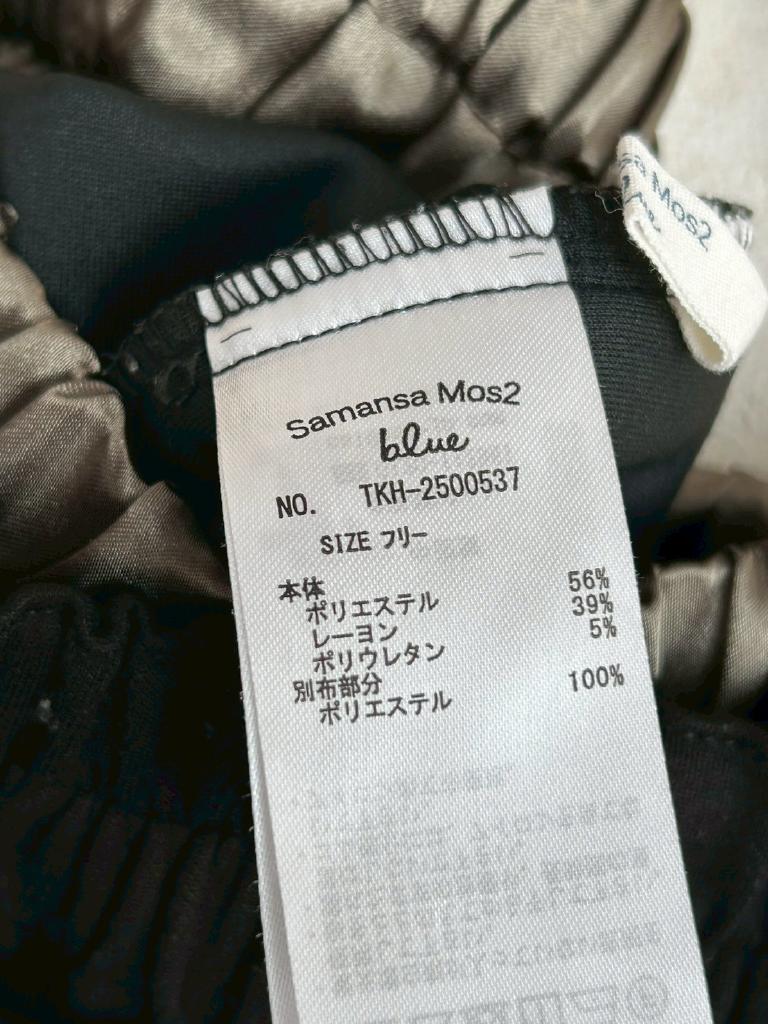 Samansa Mos2
blue
NO. TKH-2500537
SIZE フリー
本体
ポリエステル 56%
レーヨン 39%
ポリウレタン 5%
別布部分
ポリエステル 100%
Mos2